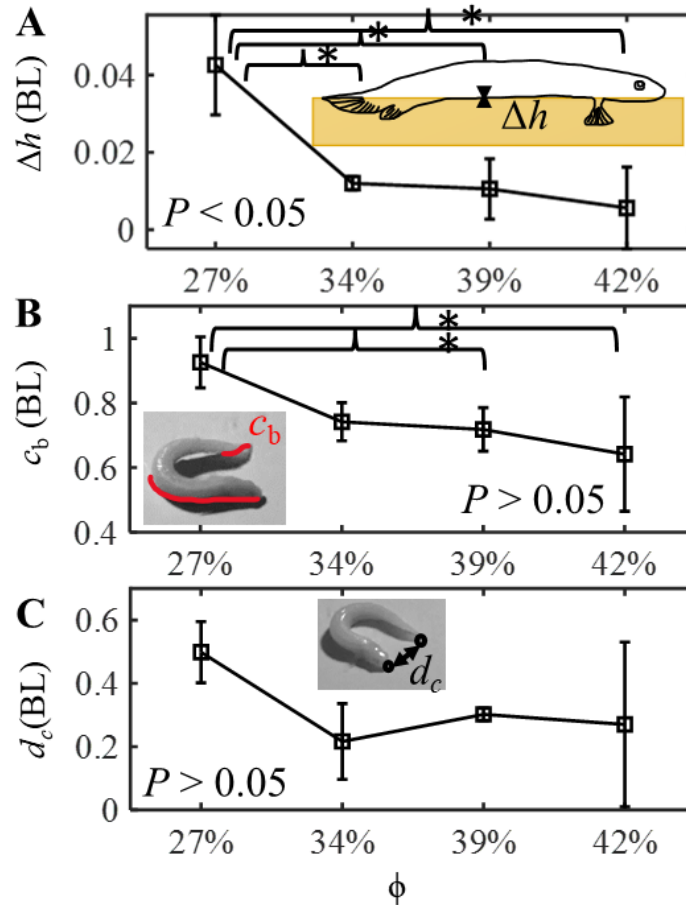 A
Δh (BL)
0.04
0.02
0
* * *
Δh
P < 0.05
27% 34% 39% 42%
B
c_b (BL)
1
0.8
0.6
0.4
* *
c_b
P > 0.05
27% 34% 39% 42%
C
d_c(BL)
0.6
0.4
0.2
0
d_c
P > 0.05
27% 34% 39% 42%
ϕ